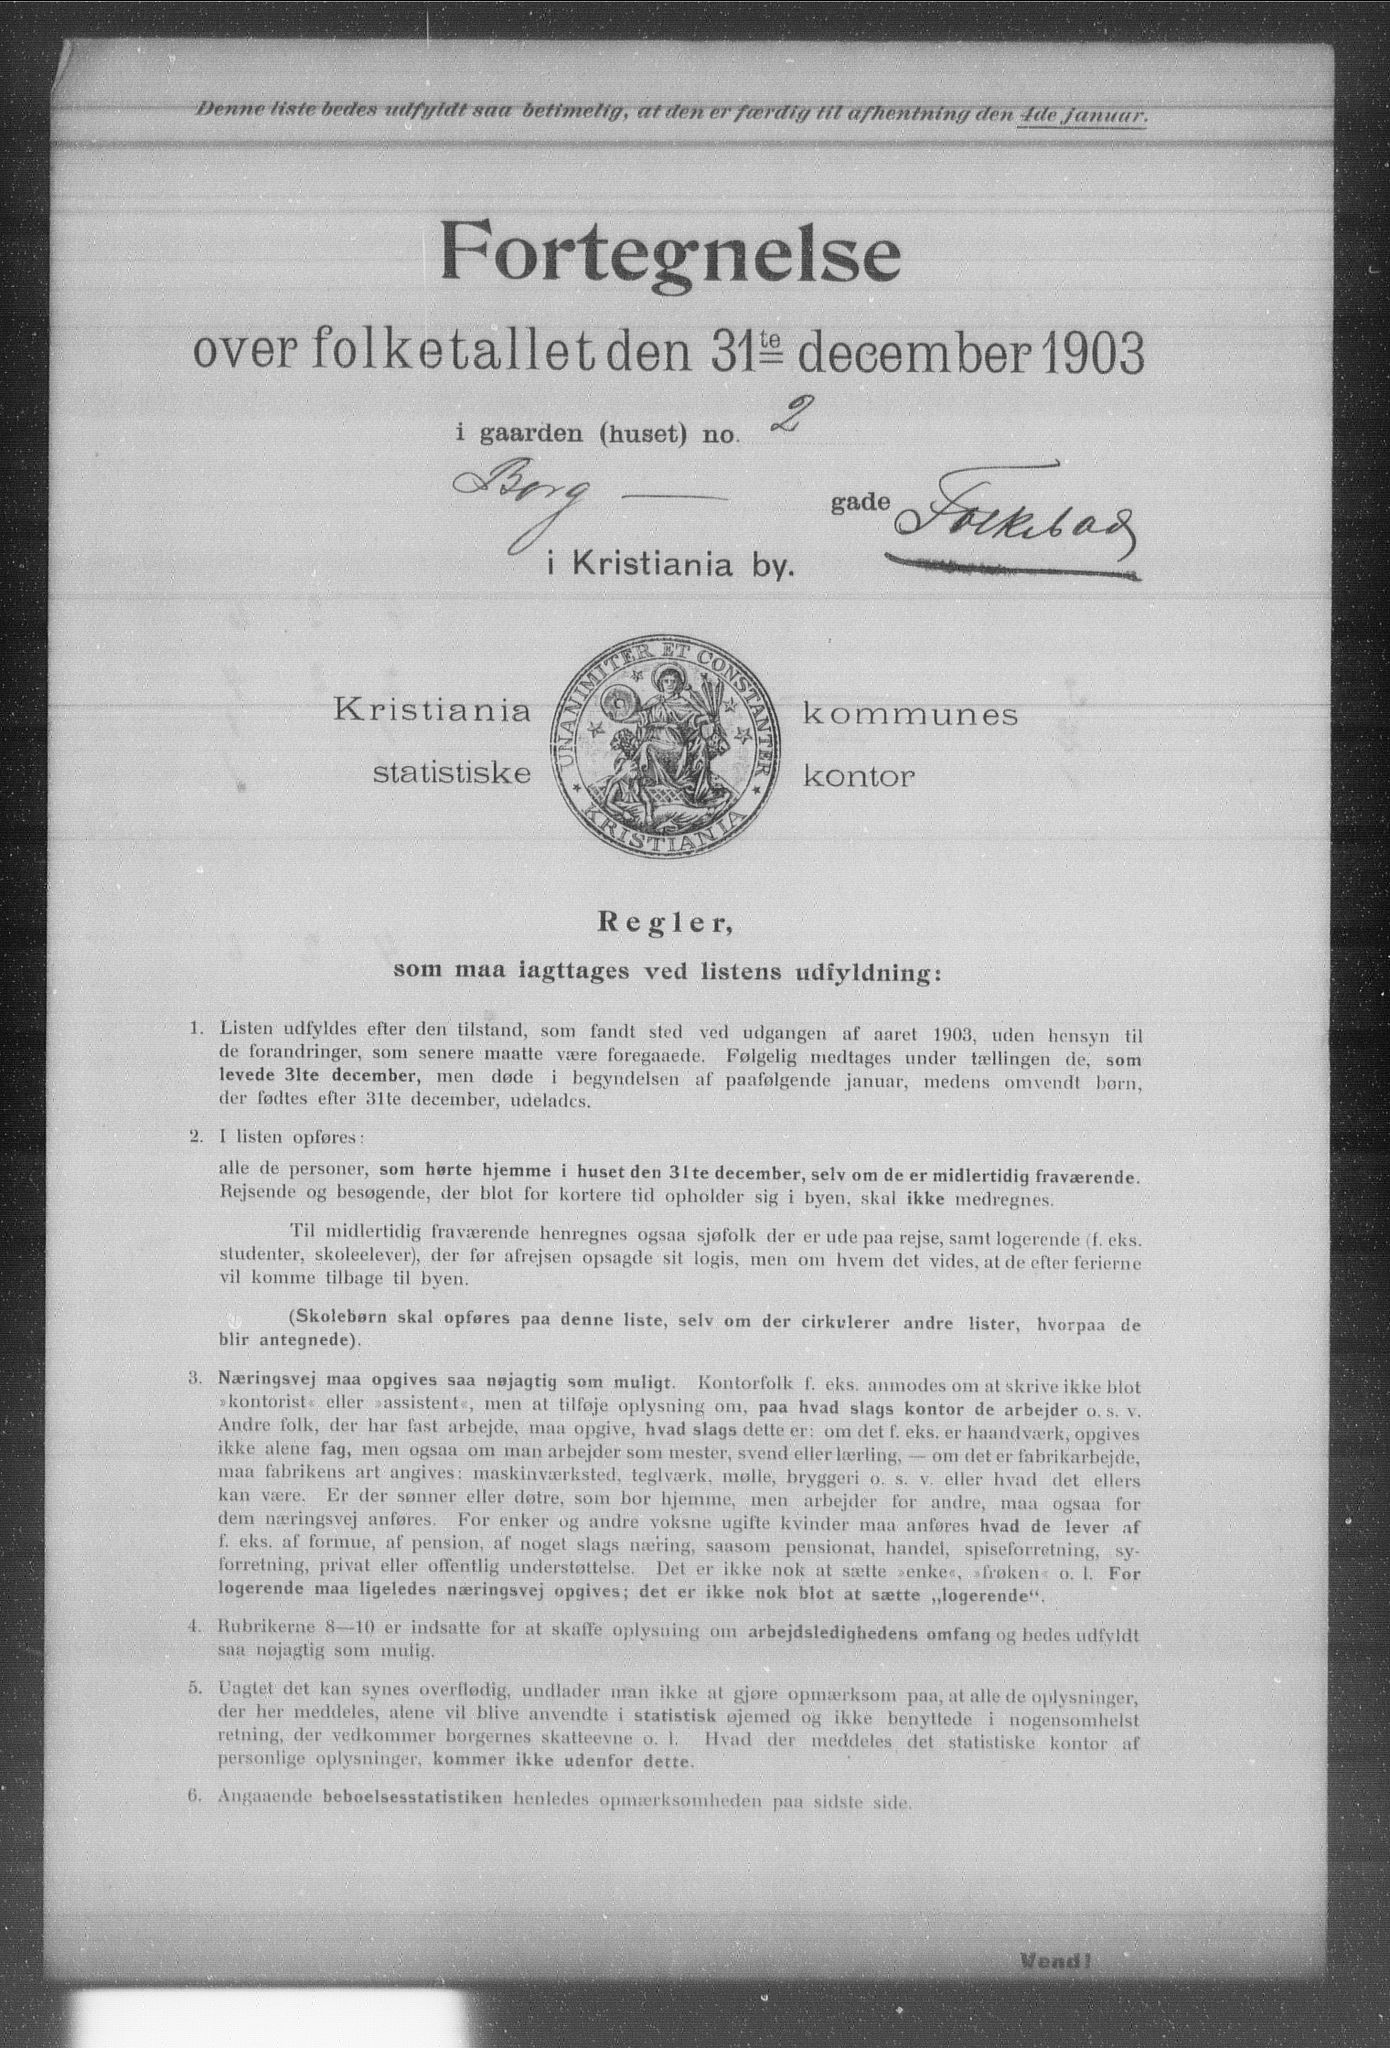 Denne liste bedes udfyldt saa betimelig, at den er færdig til afhentning den 4de januar.
Fortegnelse
over folketallet den 31te december 1903
i gaarden (huset) no. 2
Borg — gade Folkebad
i Kristiania by.
UNANIMITER ET CONSTANTER
KRISTIANIA
Kristiania kommunes
statistiske kontor
Regler,
som maa iagttages ved listens udfyldning:
1. Listen udfyldes efter den tilstand, som fandt sted ved udgangen af aaret 1903, uden hensyn til
de forandringer, som senere maatte være foregaaede. Følgelig medtages under tællingen de, som
levede 31te december, men døde i begyndelsen af paafølgende januar, medens omvendt børn,
der fødtes efter 31te december, udelades.
2. I listen opføres:
alle de personer, som hørte hjemme i huset den 31te december, selv om de er midlertidig fraværende.
Rejsende og besøgende, der blot for kortere tid opholder sig i byen, skal ikke medregnes.
Til midlertidig fraværende henregnes ogsaa sjøfolk der er ude paa rejse, samt logerende (f. eks.
studenter, skoleelever), der før afrejsen opsagde sit logis, men om hvem det vides, at de efter ferierne
vil komme tilbage til byen.
(Skolebørn skal opføres paa denne liste, selv om der cirkulerer andre lister, hvorpaa de
blir antegnede).
3. Næringsvej maa opgives saa nøjagtig som muligt. Kontorfolk f. eks. anmodes om at skrive ikke blot
»kontorist« eller »assistent«, men at tilføje oplysning om, paa hvad slags kontor de arbejder o. s. v.
Andre folk, der har fast arbejde, maa opgive, hvad slags dette er: om det f. eks. er haandværk, opgives
ikke alene fag, men ogsaa om man arbejder som mester, svend eller lærling, — om det er fabrikarbejde,
maa fabrikens art angives: maskinværksted, teglværk, mølle, bryggeri o. s. v. eller hvad det ellers
kan være. Er der sønner eller døtre, som bor hjemme, men arbejder for andre, maa ogsaa for
dem næringsvej anføres. For enker og andre voksne ugifte kvinder maa anføres hvad de lever af
f. eks. af formue, af pension, af noget slags næring, saasom pensionat, handel, spiseforretning, sy-
forretning, privat eller offentlig understøttelse. Det er ikke nok at sætte »enke«, »frøken« o. l. For
logerende maa ligeledes næringsvej opgives; det er ikke nok blot at sætte „logerende“.
4. Rubrikerne 8—10 er indsatte for at skaffe oplysning om arbejdsledighedens omfang og bedes udfyldt
saa nøjagtig som mulig.
5. Uagtet det kan synes overflødig, undlader man ikke at gjøre opmærksom paa, at alle de oplysninger,
der her meddeles, alene vil blive anvendte i statistisk øjemed og ikke benyttede i nogensomhelst
retning, der vedkommer borgernes skatteevne o. l. Hvad der meddeles det statistiske kontor af
personlige oplysninger, kommer ikke udenfor dette.
6. Angaaende beboelsesstatistiken henledes opmærksomheden paa sidste side.
Vend!